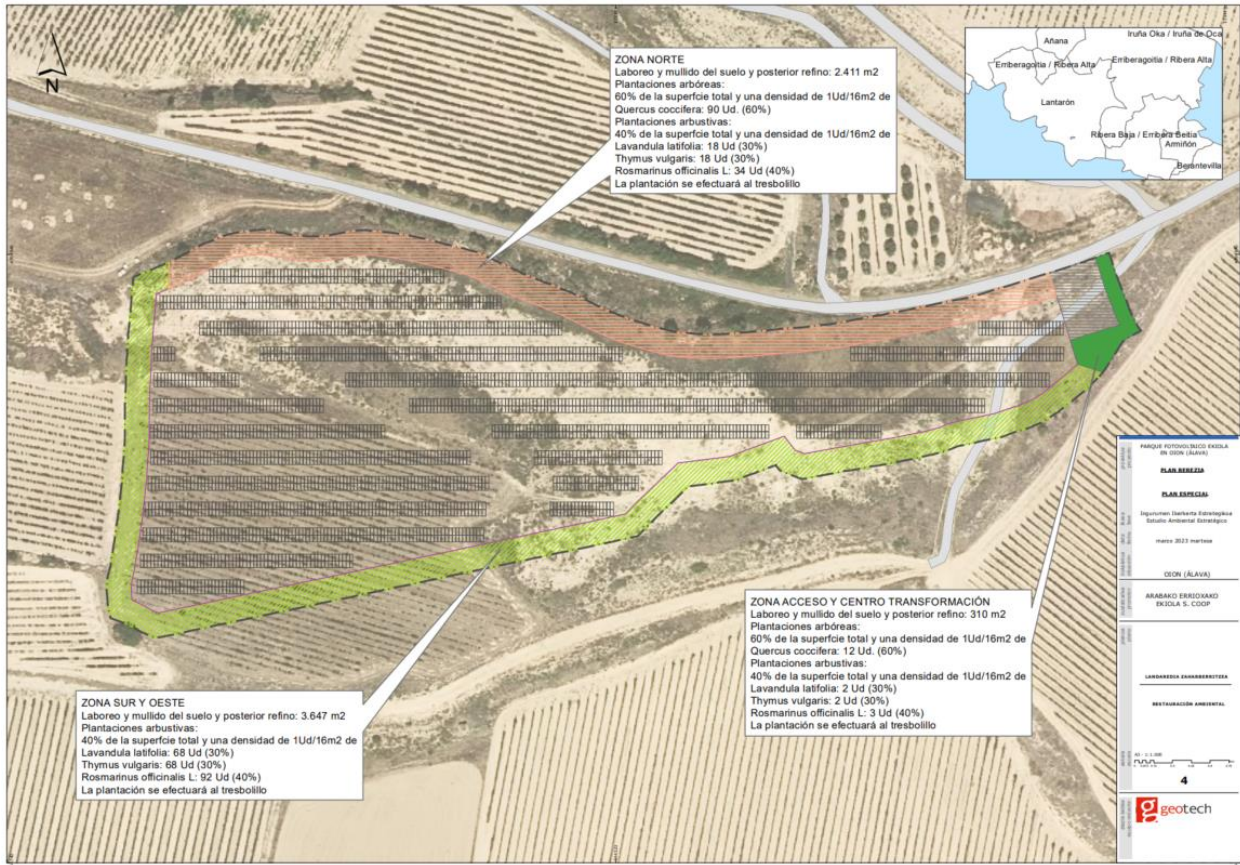 N
ZONA NORTE
Laboreo y mullido del suelo y posterior refino: 2.411 m2
Plantaciones arbóreas:
60% de la superfcie total y una densidad de 1Ud/16m2 de
Quercus coccifera: 90 Ud. (60%)
Plantaciones arbustivas:
40% de la superfcie total y una densidad de 1Ud/16m2 de
Lavandula latifolia: 18 Ud (30%)
Thymus vulgaris: 18 Ud (30%)
Rosmarinus officinalis L: 34 Ud (40%)
La plantación se efectuará al tresbolillo
Añana
Iruña Oka / Iruña de Oca
Erriberagoitia / Ribera Alta
Erriberagoitia / Ribera Alta
Lantarón
Ribera Baja / Erribera Beitia
Armiñón
Berantevilla
ZONA SUR Y OESTE
Laboreo y mullido del suelo y posterior refino: 3.647 m2
Plantaciones arbustivas:
40% de la superfcie total y una densidad de 1Ud/16m2 de
Lavandula latifolia: 68 Ud (30%)
Thymus vulgaris: 68 Ud (30%)
Rosmarinus officinalis L: 92 Ud (40%)
La plantación se efectuará al tresbolillo
ZONA ACCESO Y CENTRO TRANSFORMACIÓN
Laboreo y mullido del suelo y posterior refino: 310 m2
Plantaciones arbóreas:
60% de la superfcie total y una densidad de 1Ud/16m2 de
Quercus coccifera: 12 Ud. (60%)
Plantaciones arbustivas:
40% de la superfcie total y una densidad de 1Ud/16m2 de
Lavandula latifolia: 2 Ud (30%)
Thymus vulgaris: 2 Ud (30%)
Rosmarinus officinalis L: 3 Ud (40%)
La plantación se efectuará al tresbolillo
PARQUE FOTOVOLTAICO EKIOLA
EN OION (ÁLAVA)
PLAN BEREZIA
PLAN ESPECIAL
Ingurumen Ikerketa Estrategikoa
Estudio Ambiental Estratégico
marzo 2023 martxoa
OION (ÁLAVA)
ARABAKO ERRIOXAKO
EKIOLA S. COOP
LANDAREDIA ZAHARBERRITZEA
RESTAURACIÓN AMBIENTAL
4
geotech